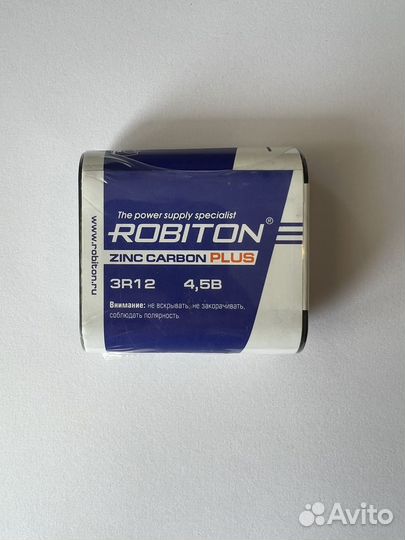 The power supply specialist
ROBITON®
ZINC CARBON PLUS
3R12 4,5В
Внимание: не вскрывать, не закорачивать,
соблюдать полярность.
www.robiton.ru
Avito